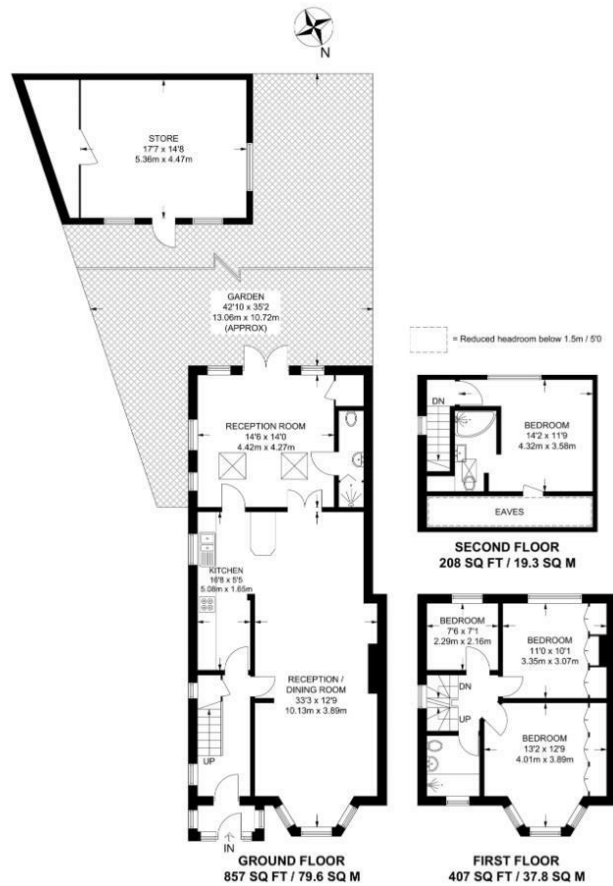 N
STORE
17'7 x 14'8
5.36m x 4.47m
GARDEN
42'10 x 35'2
13.06m x 10.72m
(APPROX)
= Reduced headroom below 1.5m / 5'0
RECEPTION ROOM
14'6 x 14'0
4.42m x 4.27m
DN
BEDROOM
14'2 x 11'9
4.32m x 3.58m
EAVES
SECOND FLOOR
208 SQ FT / 19.3 SQ M
KITCHEN
16'8 x 5'5
5.08m x 1.65m
RECEPTION /
DINING ROOM
33'3 x 12'9
10.13m x 3.89m
UP
IN
GROUND FLOOR
857 SQ FT / 79.6 SQ M
BEDROOM
7'6 x 7'1
2.29m x 2.16m
BEDROOM
11'0 x 10'1
3.35m x 3.07m
DN
UP
BEDROOM
13'2 x 12'9
4.01m x 3.89m
FIRST FLOOR
407 SQ FT / 37.8 SQ M